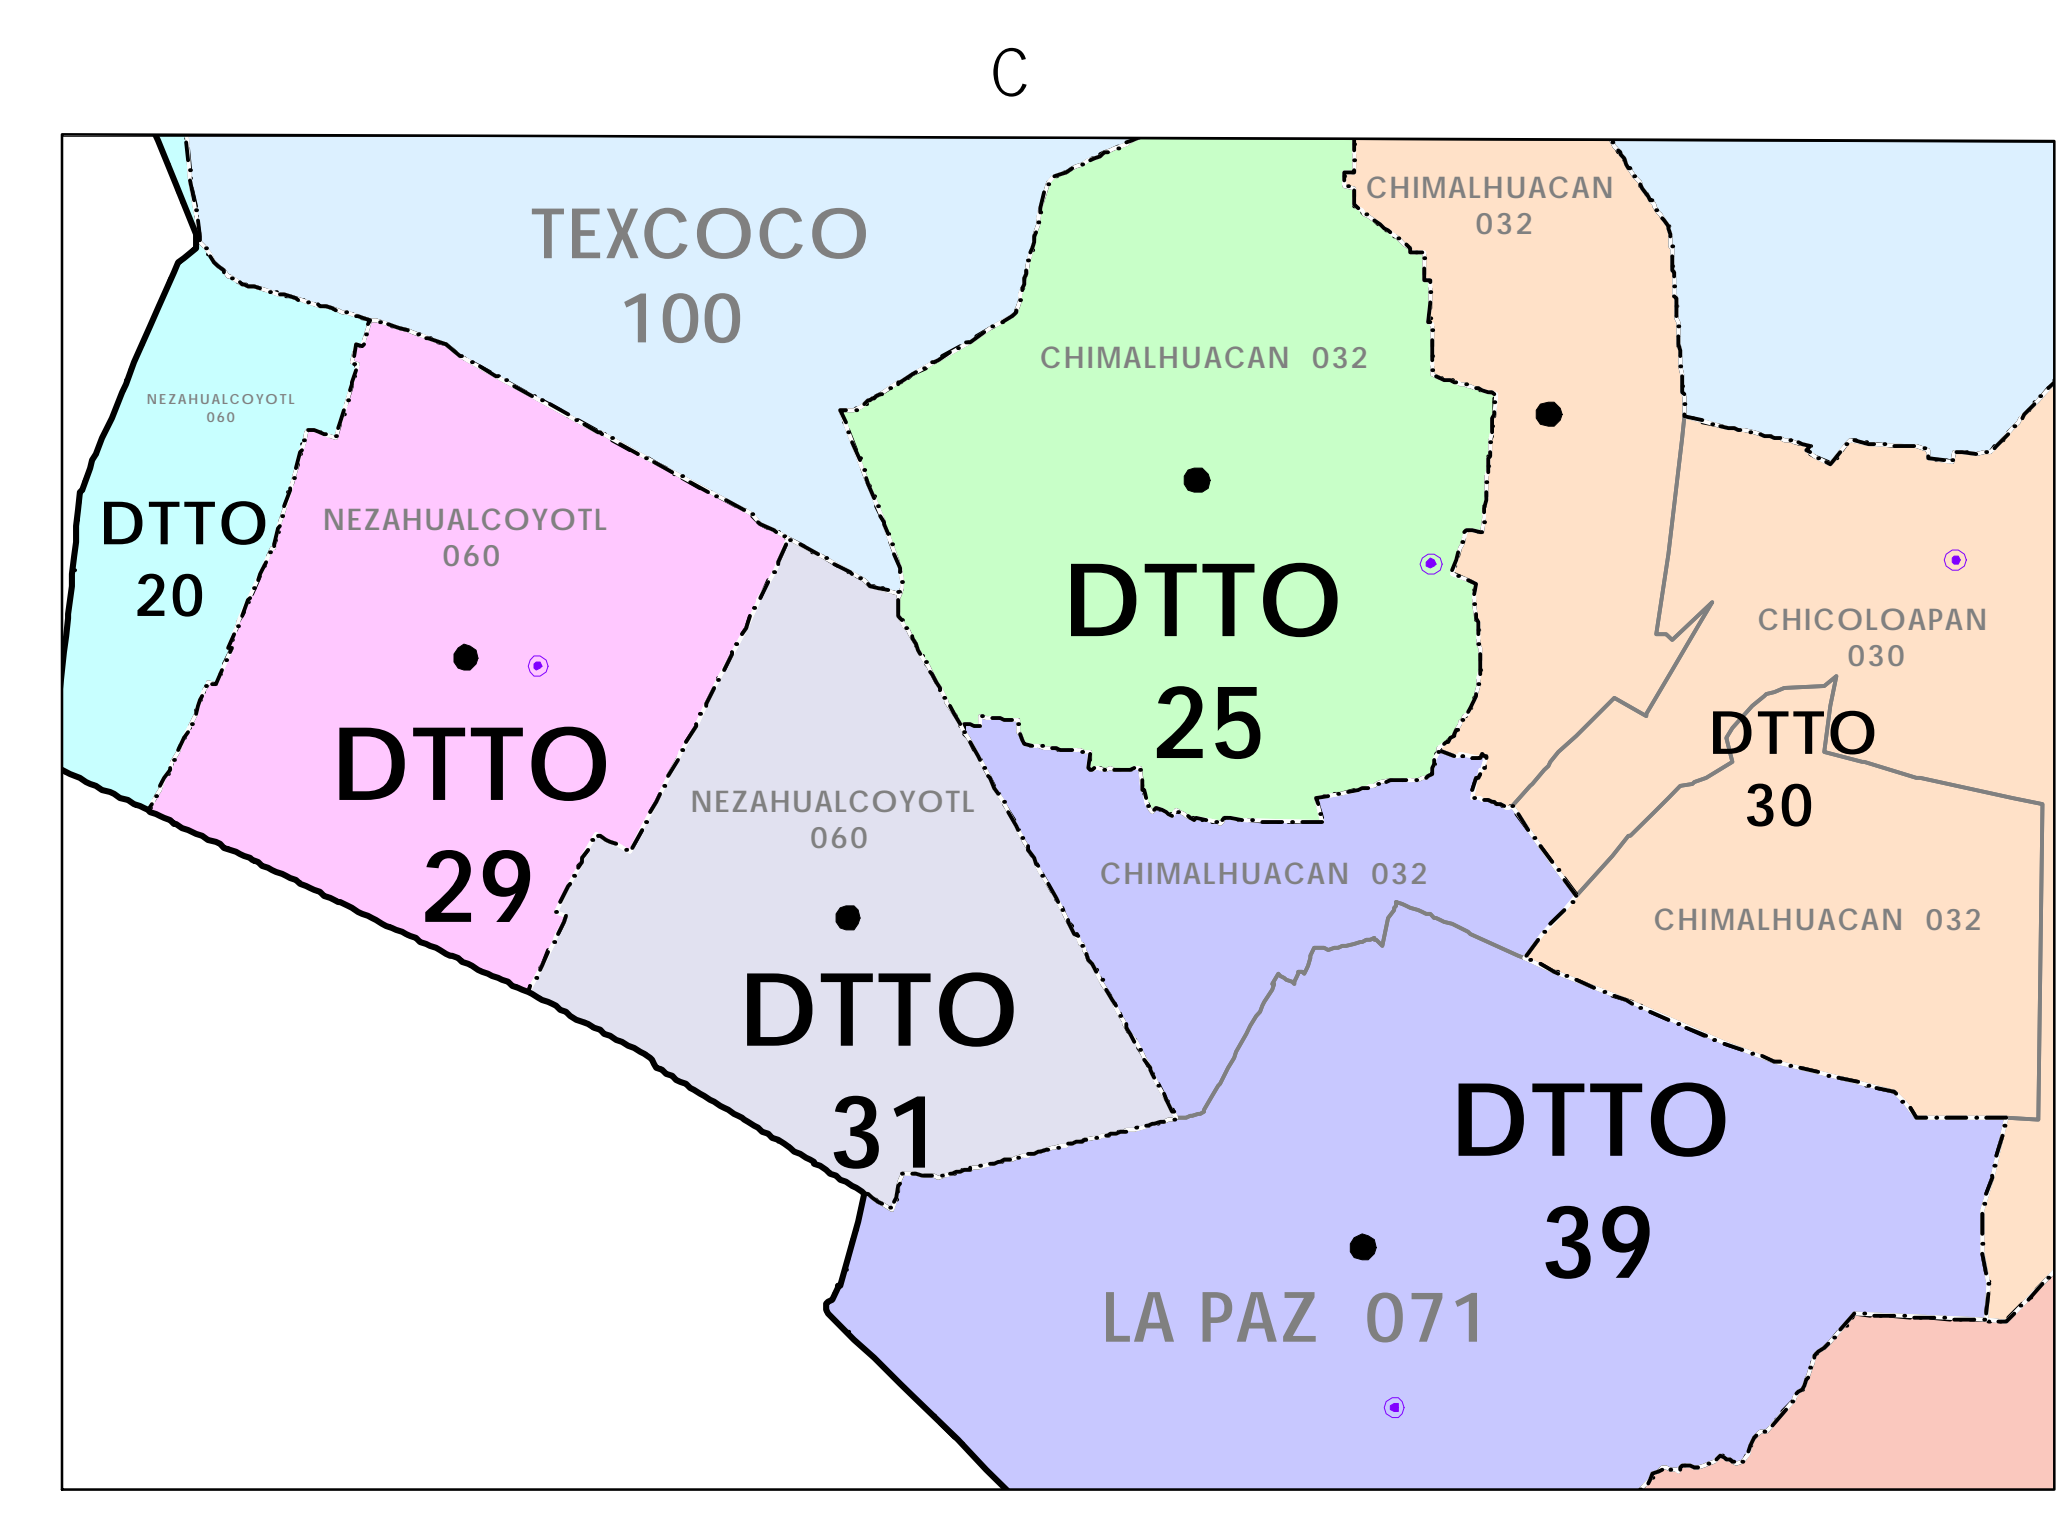 C
CHIMALHUACAN
032
TEXCOCO
100
CHIMALHUACAN 032
NEZAHUALCOYOTL
060
DTTO
20
NEZAHUALCOYOTL
060
DTTO
25
CHICOLOAPAN
030
DTTO
30
DTTO
29
NEZAHUALCOYOTL
060
CHIMALHUACAN 032
CHIMALHUACAN 032
DTTO
31
DTTO
39
LA PAZ 071